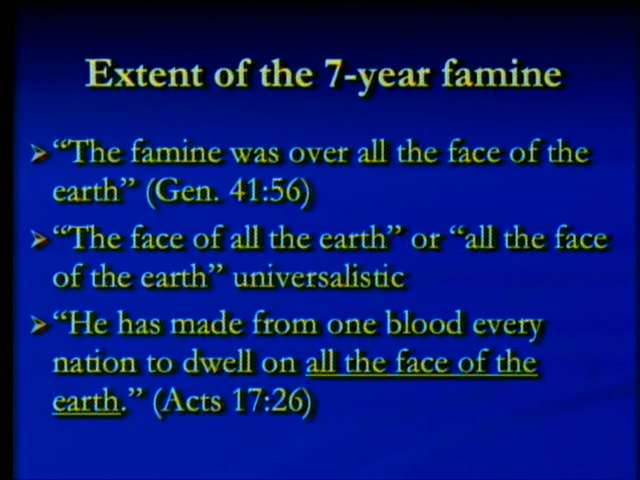 Extent of the 7-year famine
➢ “The famine was over all the face of the
earth” (Gen. 41:56)
➢ “The face of all the earth” or “all the face
of the earth” universalistic
➢ “He has made from one blood every
nation to dwell on all the face of the
earth.” (Acts 17:26)